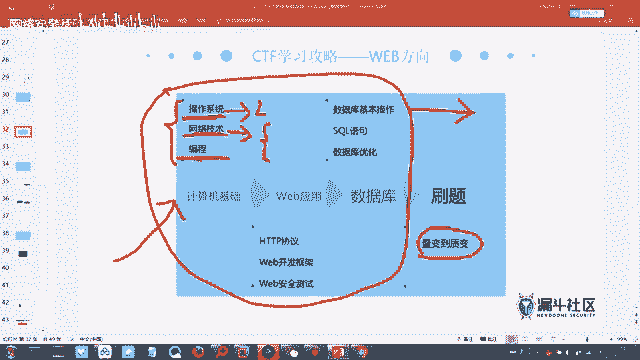 CTF学习攻略——WEB方向
操作系统
网络技术
编程
数据库基本操作
SQL语句
数据库优化
计算机基础
Web应用
数据库
刷题
HTTP协议
Web开发框架
Web安全测试
量变到质变
漏斗社区
27
28
29
30
31
32
33
34
35
36
37
38
39
40
41
42
43